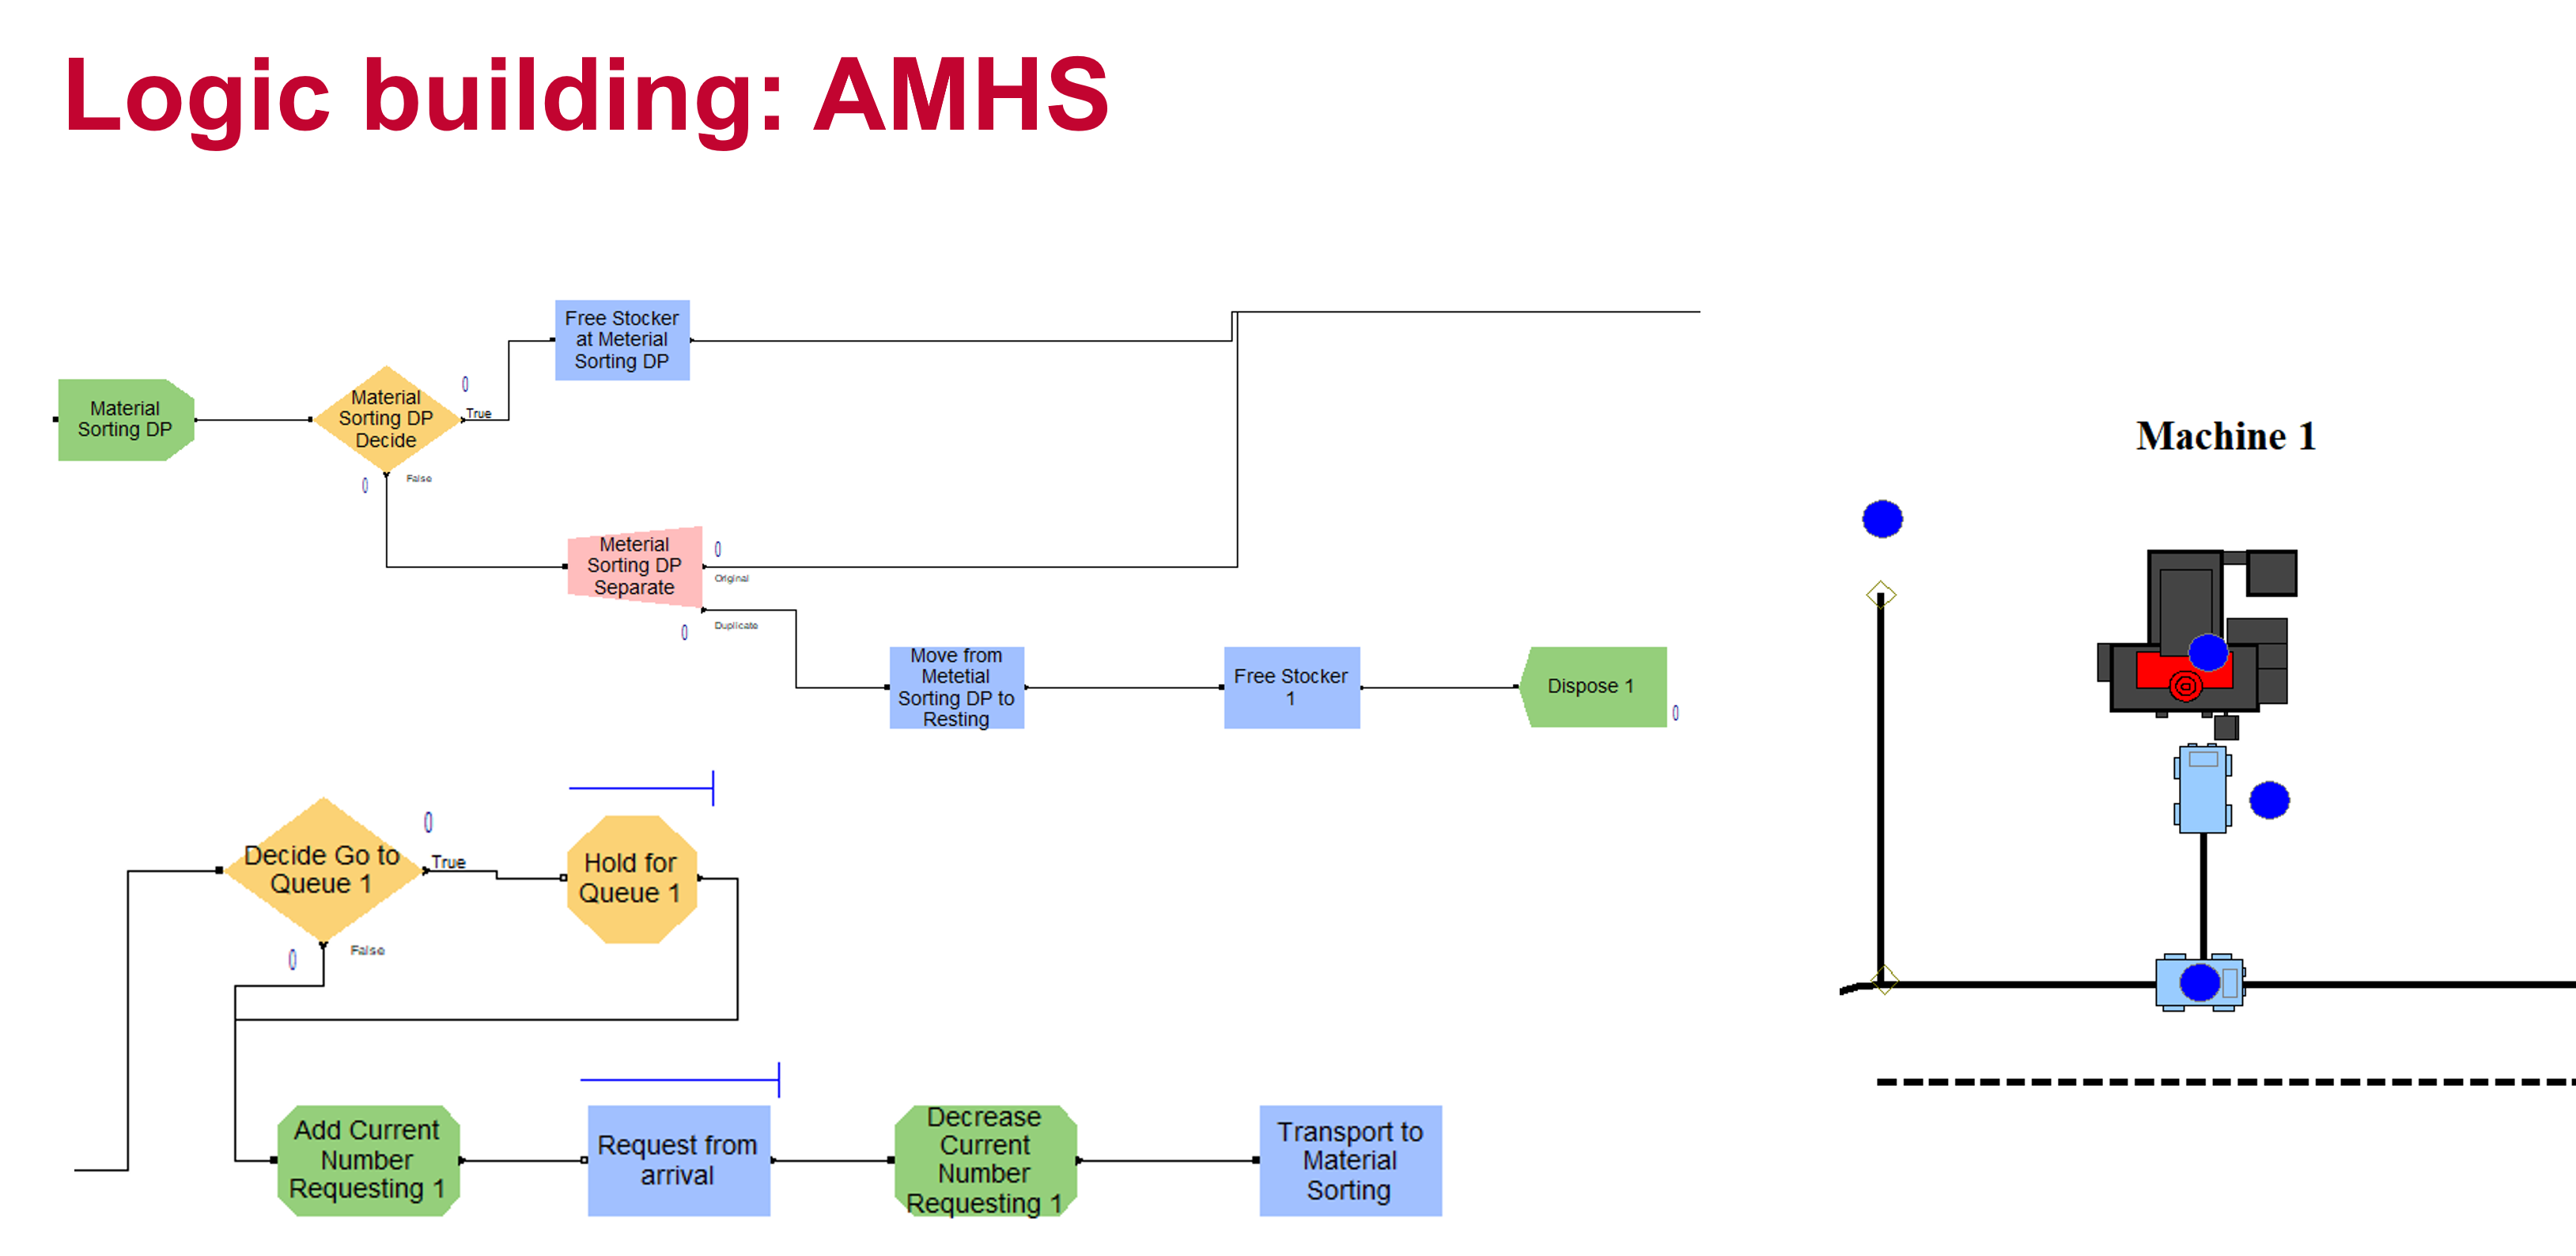 Logic building: AMHS
Free Stocker
at Meterial
Sorting DP
Material
Sorting DP
Material
Sorting DP
Decide
0
True
0
False
Machine 1
Meterial
Sorting DP
Separate
0
Original
0
Duplicate
Move from
Metetial
Sorting DP to
Resting
Free Stocker
1
Dispose 1
0
Decide Go to
Queue 1
0
True
0
False
Hold for
Queue 1
Add Current
Number
Requesting 1
Request from
arrival
Decrease
Current
Number
Requesting 1
Transport to
Material
Sorting